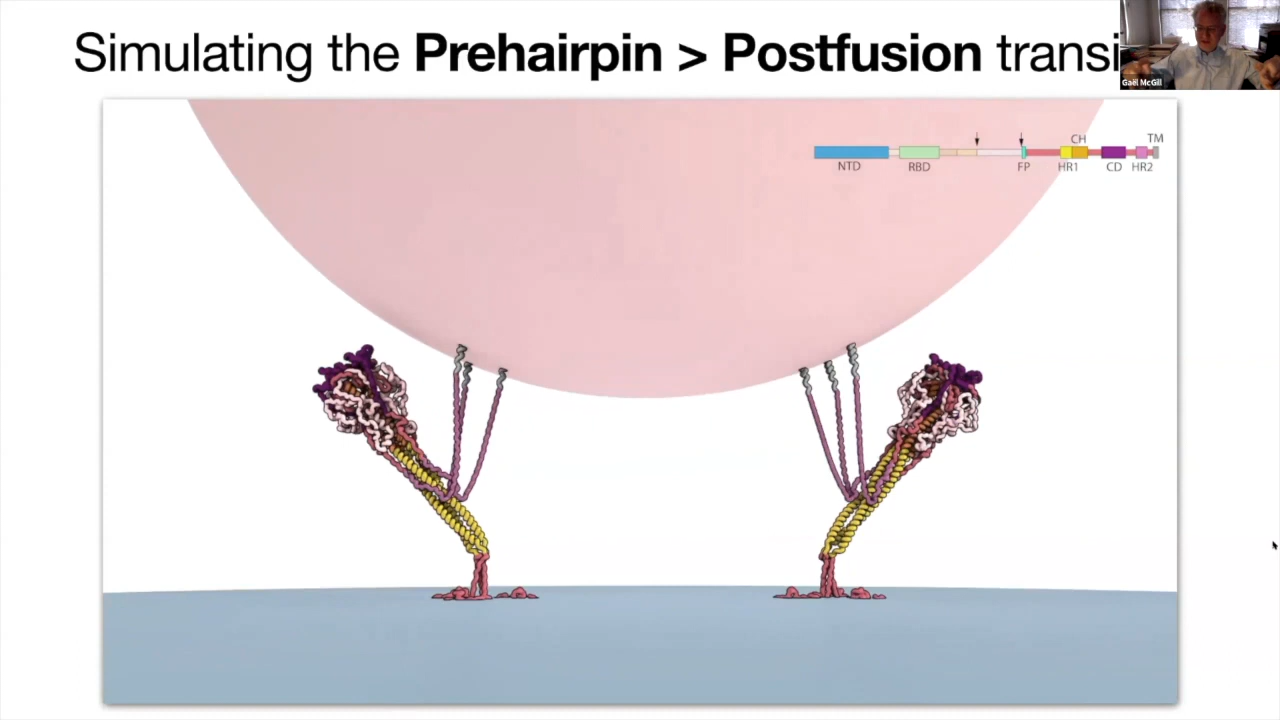 Simulating the Prehairpin > Postfusion transi
Gaël McGill
CH TM
NTD RBD FP HR1 CD HR2